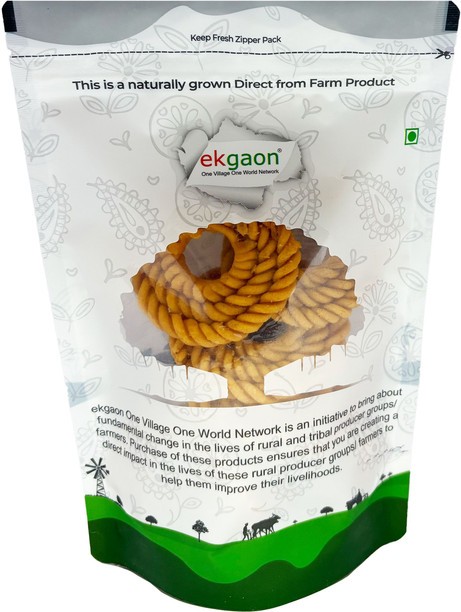 Keep Fresh Zipper Pack
This is a naturally grown Direct from Farm Product
ekgaon®
One Village One World Network
ekgaon One Village One World Network is an initiative to bring about
fundamental change in the lives of rural and tribal producer groups/
farmers. Purchase of these products ensures that you are creating a
direct impact in the lives of these rural producer groups/ farmers to
help them improve their livelihoods.